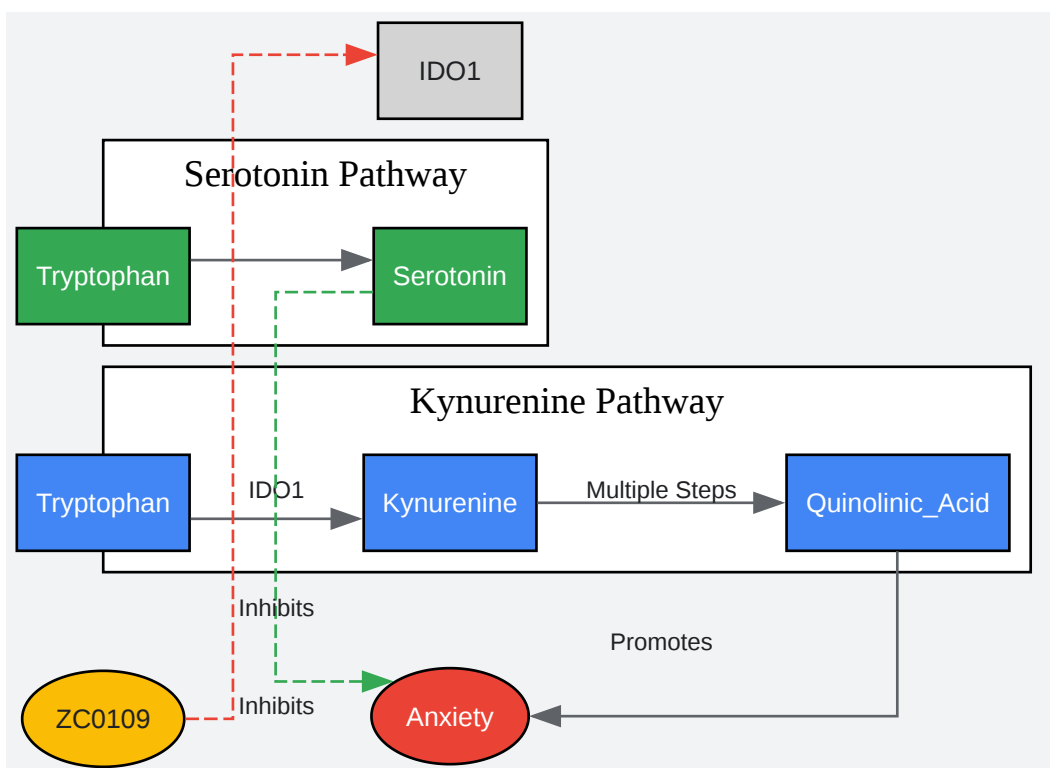 IDO1
Serotonin Pathway
Tryptophan
Serotonin
Kynurenine Pathway
Tryptophan
IDO1
Kynurenine
Multiple Steps
Quinolinic_Acid
Inhibits
Promotes
ZC0109
Inhibits
Anxiety